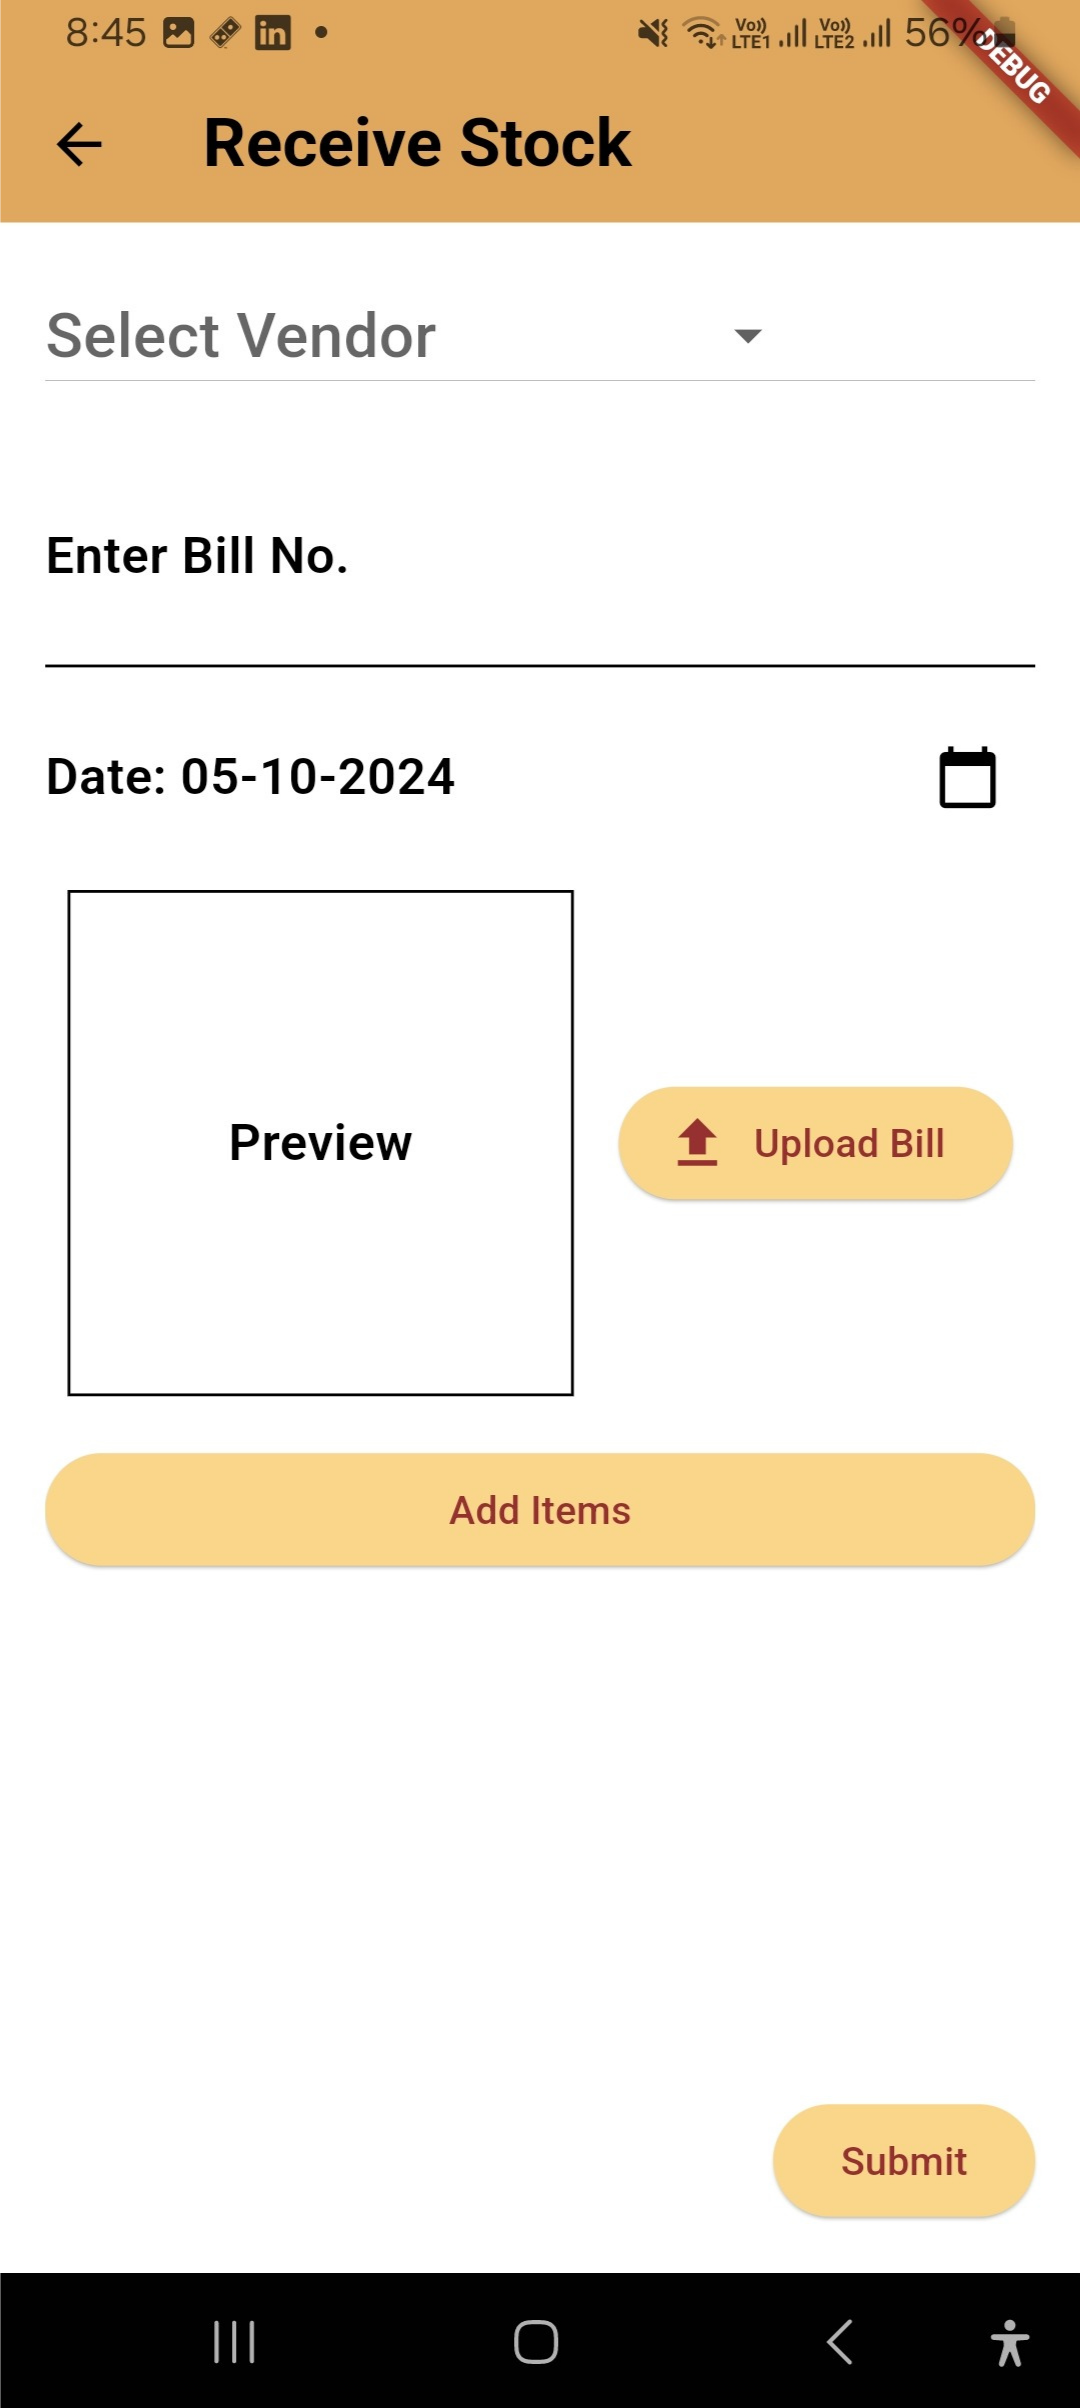 8:45 in Vo)) LTE1 Vo)) LTE2 56%
DEBUG
Receive Stock
Select Vendor
Enter Bill No.
Date: 05-10-2024
Preview
Upload Bill
Add Items
Submit